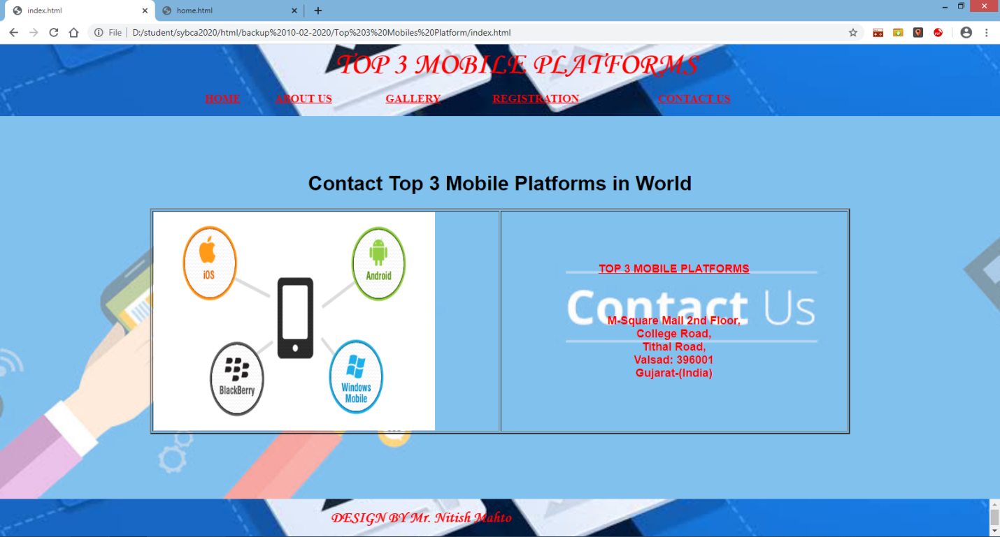 index.html
home.html
File
D:/student/sybca2020/html/backup%2010-02-2020/Top%203%20Mobiles%20Platform/index.html
TOP 3 MOBILE PLATFORMS
HOME ABOUT US GALLERY REGISTRATION CONTACT US
Contact Top 3 Mobile Platforms in World
iOS
Android
BlackBerry
Windows
Mobile
TOP 3 MOBILE PLATFORMS
Contact Us
M-Square Mall 2nd Floor,
College Road,
Tithal Road,
Valsad: 396001
Gujarat-(India)
DESIGN BY Mr. Nitish Mahto